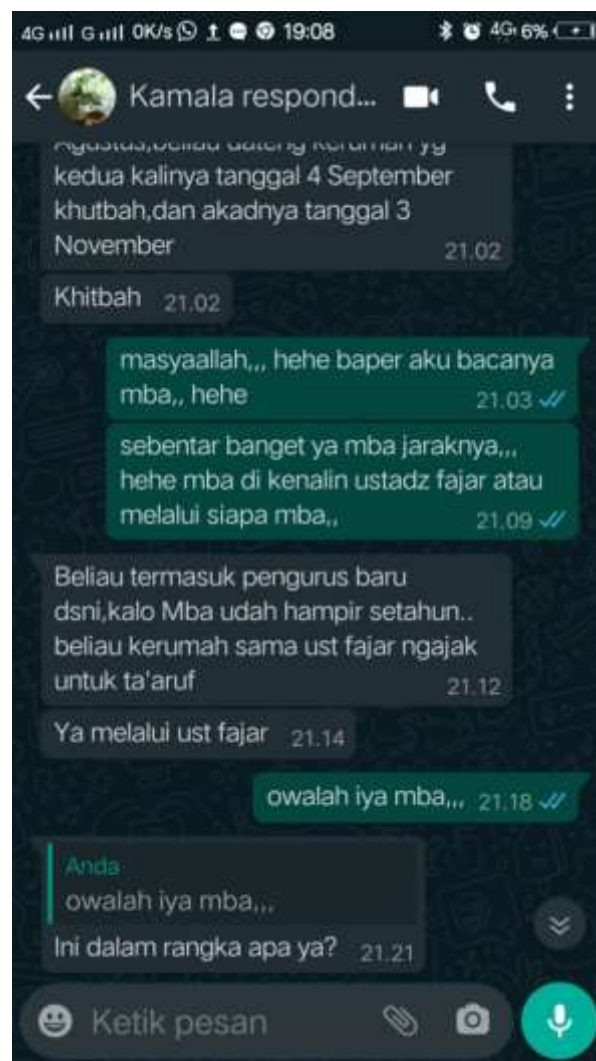 4G G 0K/s 19:08 4G+ 6%
Kamala respond...
kerumah yg
kedua kalinya tanggal 4 September
khutbah,dan akadnya tanggal 3
November 21.02
Khitbah 21.02
masyaallah,,, hehe baper aku bacanya
mba,, hehe 21.03
sebentar banget ya mba jaraknya,,,
hehe mba di kenalin ustadz fajar atau
melalui siapa mba,, 21.09
Beliau termasuk pengurus baru
dsni,kalo Mba udah hampir setahun..
beliau kerumah sama ust fajar ngajak
untuk ta'aruf 21.12
Ya melalui ust fajar 21.14
owalah iya mba,,, 21.18
Anda
owalah iya mba,,,
Ini dalam rangka apa ya? 21.21
Ketik pesan